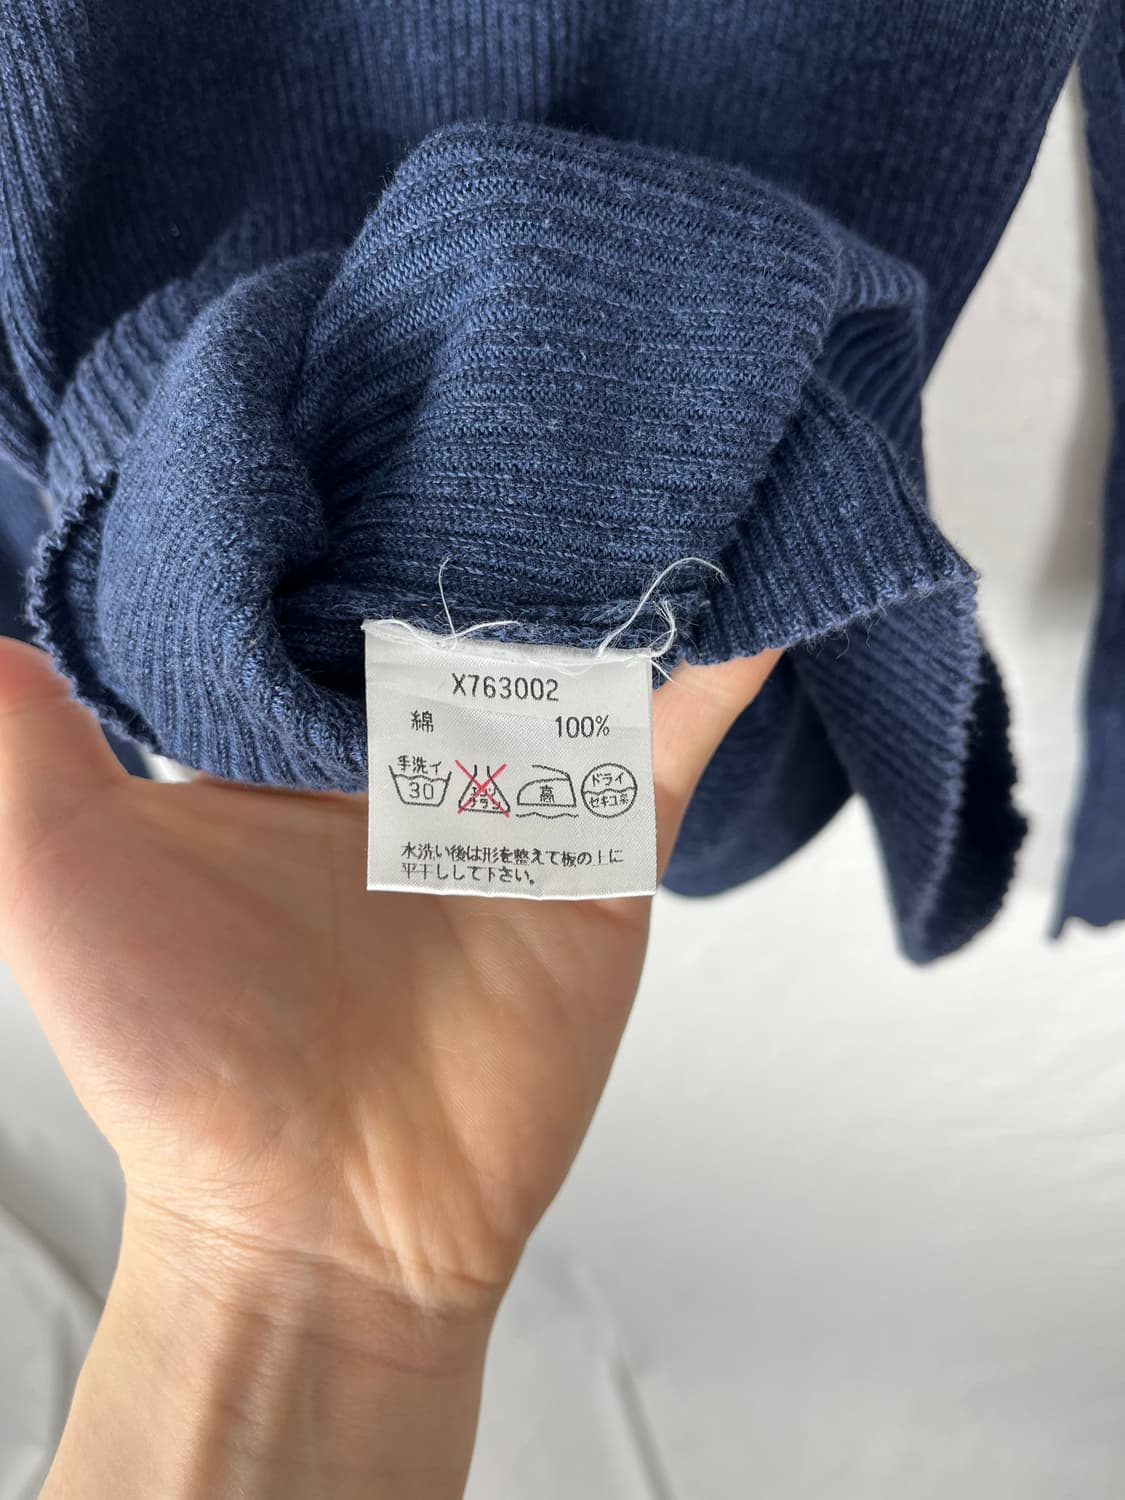 X763002
綿 100%
手洗イ
30
エンソ
サラシ
高
ドライ
セキユ系
水洗い後は形を整えて板の上に
平干しして下さい。